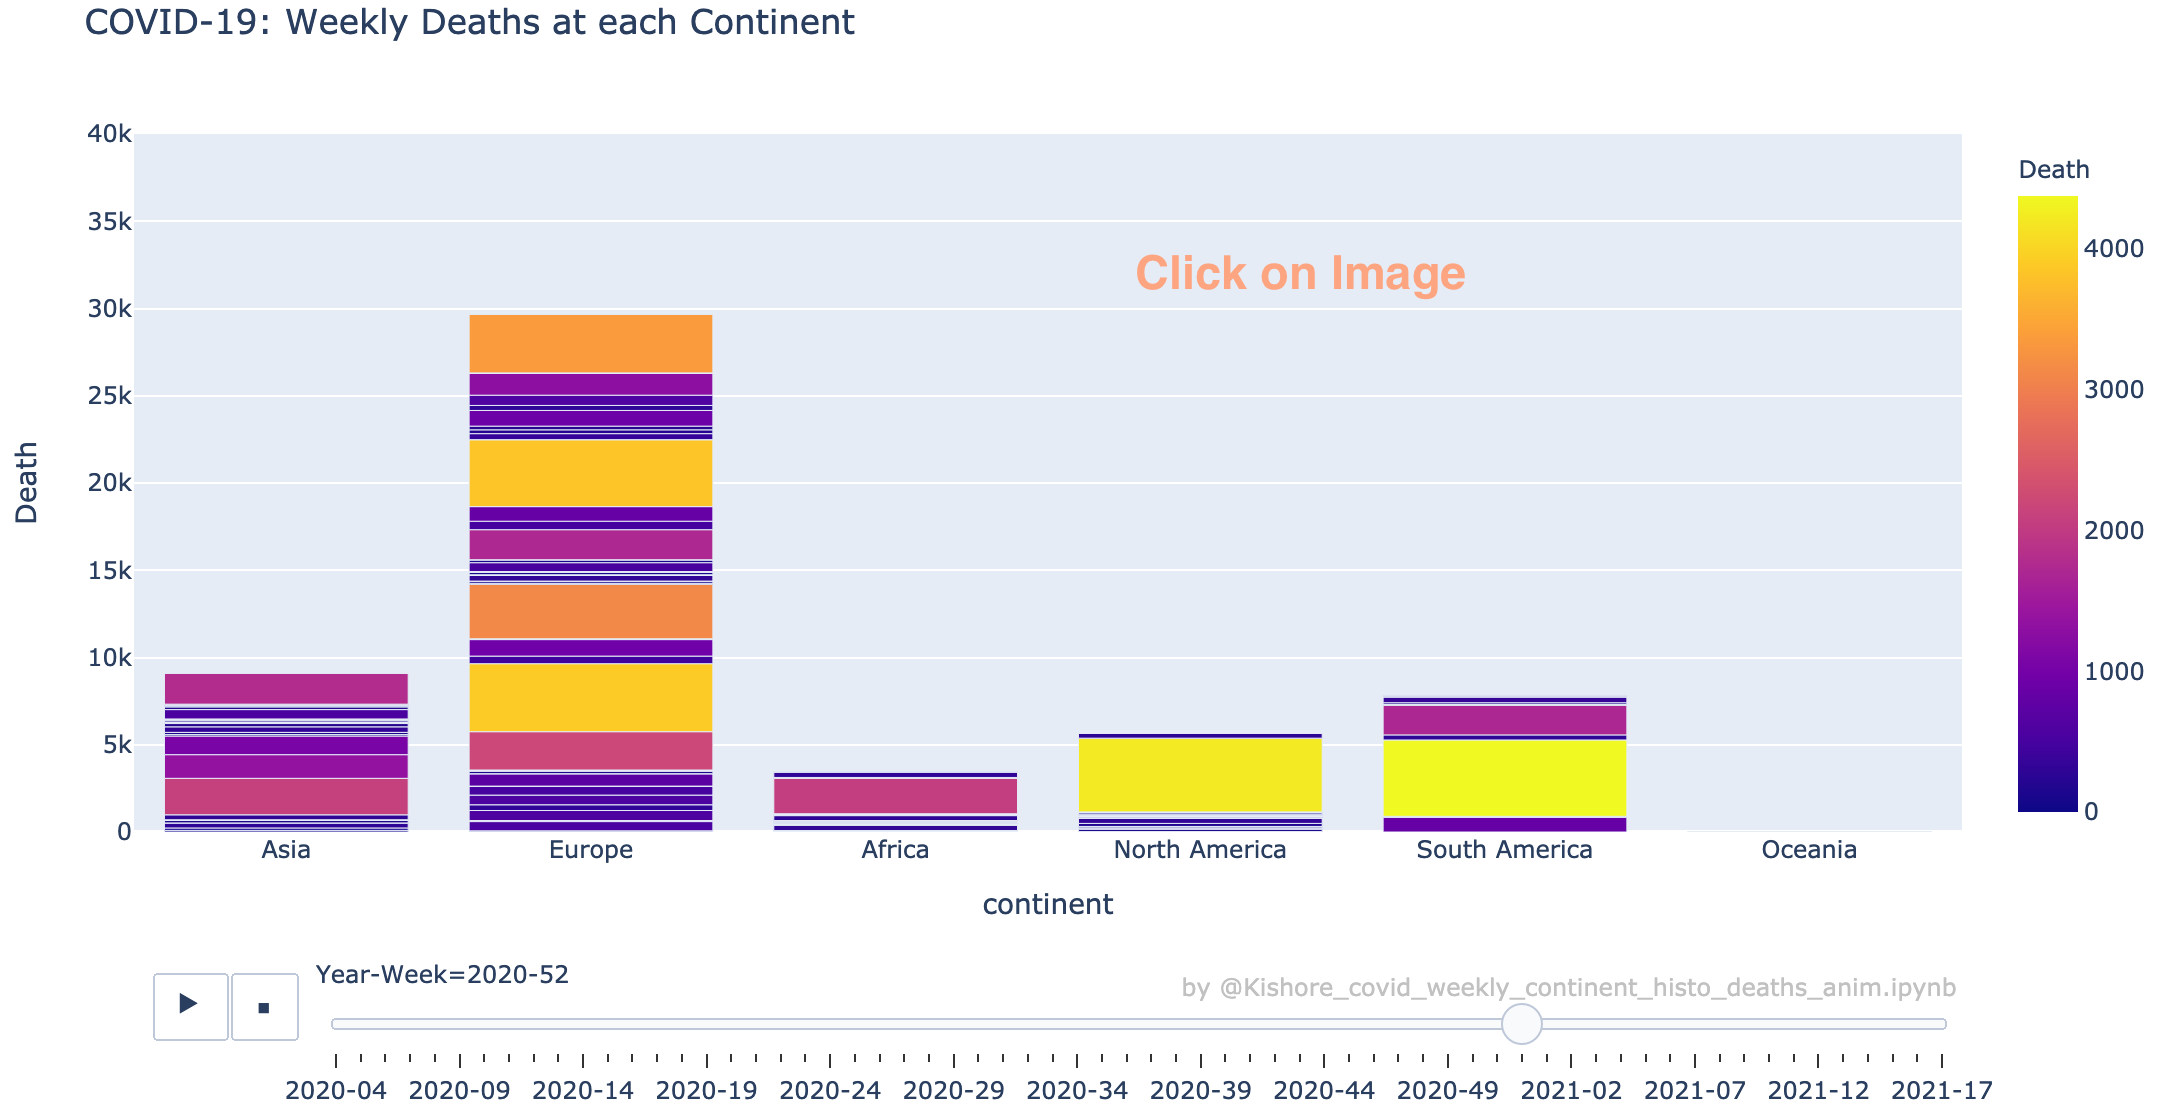 COVID-19: Weekly Deaths at each Continent
40k
35k
30k
25k
20k
15k
10k
5k
0
Death
Click on Image
Death
4000
3000
2000
1000
0
Asia Europe Africa North America South America Oceania
continent
Year-Week=2020-52
by @Kishore_covid_weekly_continent_histo_deaths_anim.ipynb
2020-04 2020-09 2020-14 2020-19 2020-24 2020-29 2020-34 2020-39 2020-44 2020-49 2021-02 2021-07 2021-12 2021-17